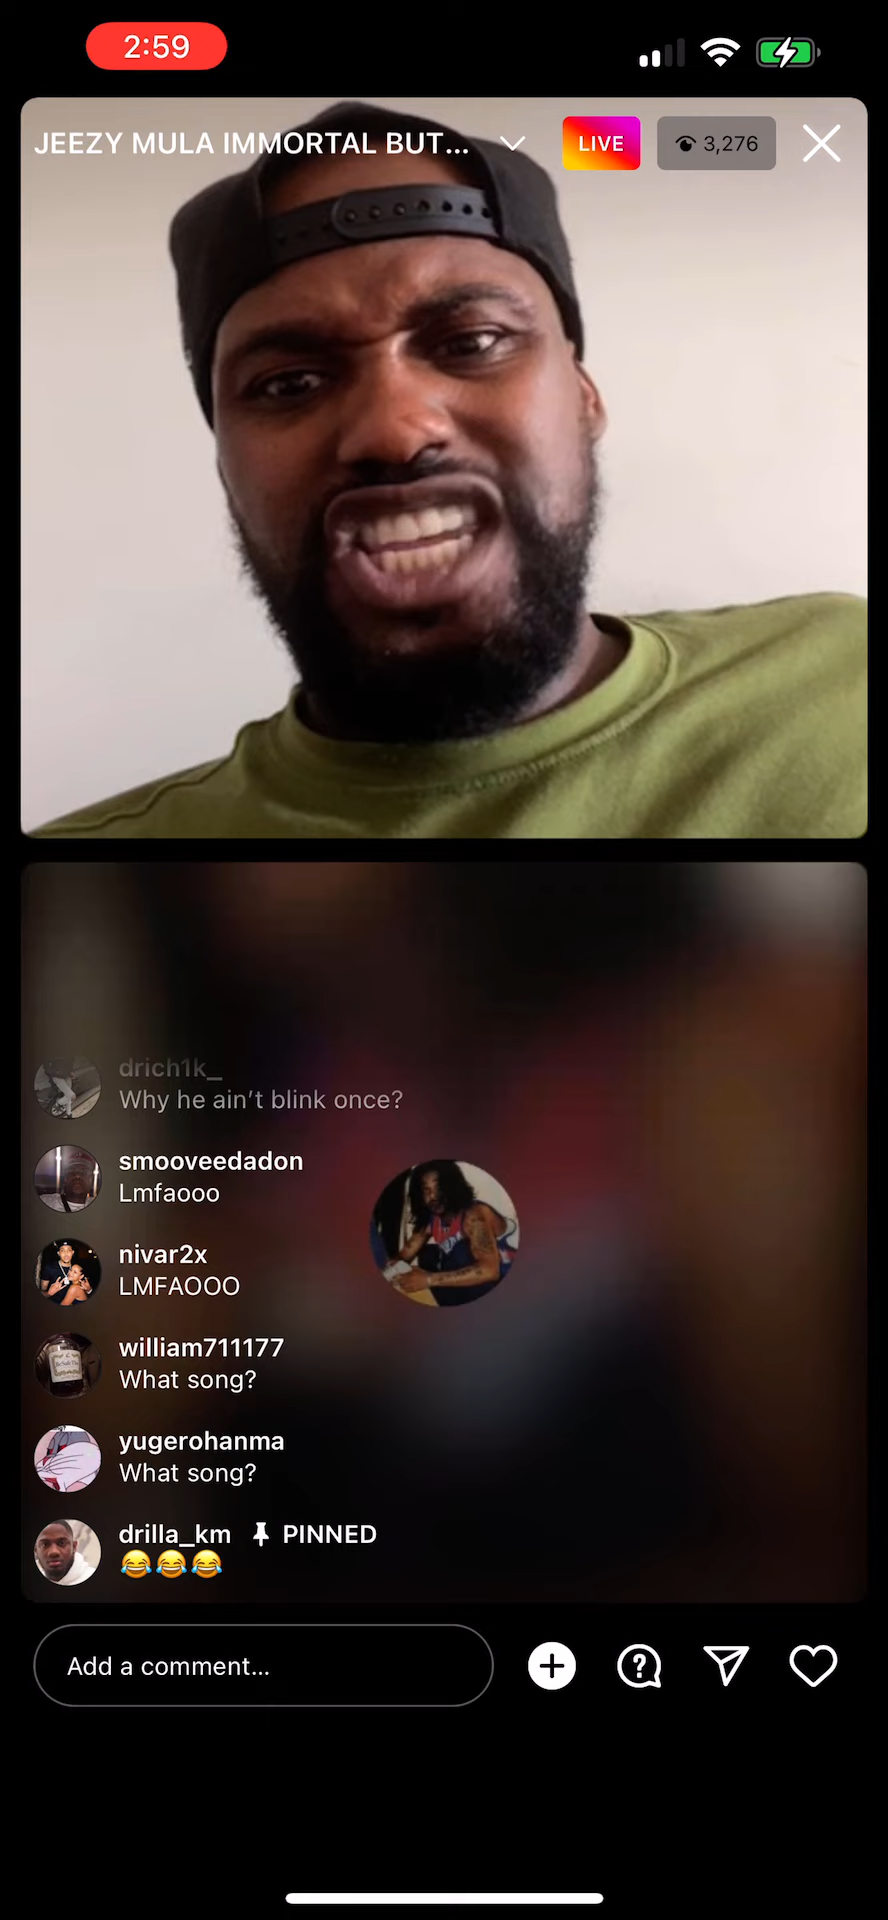 2:59
JEEZY MULA IMMORTAL BUT...
LIVE
3,276
drich1k_
Why he ain't blink once?
smooveedadon
Lmfaooo
nivar2x
LMFAOOO
william711177
What song?
yugerohanma
What song?
drilla_km PINNED
😂😂😂
Add a comment...